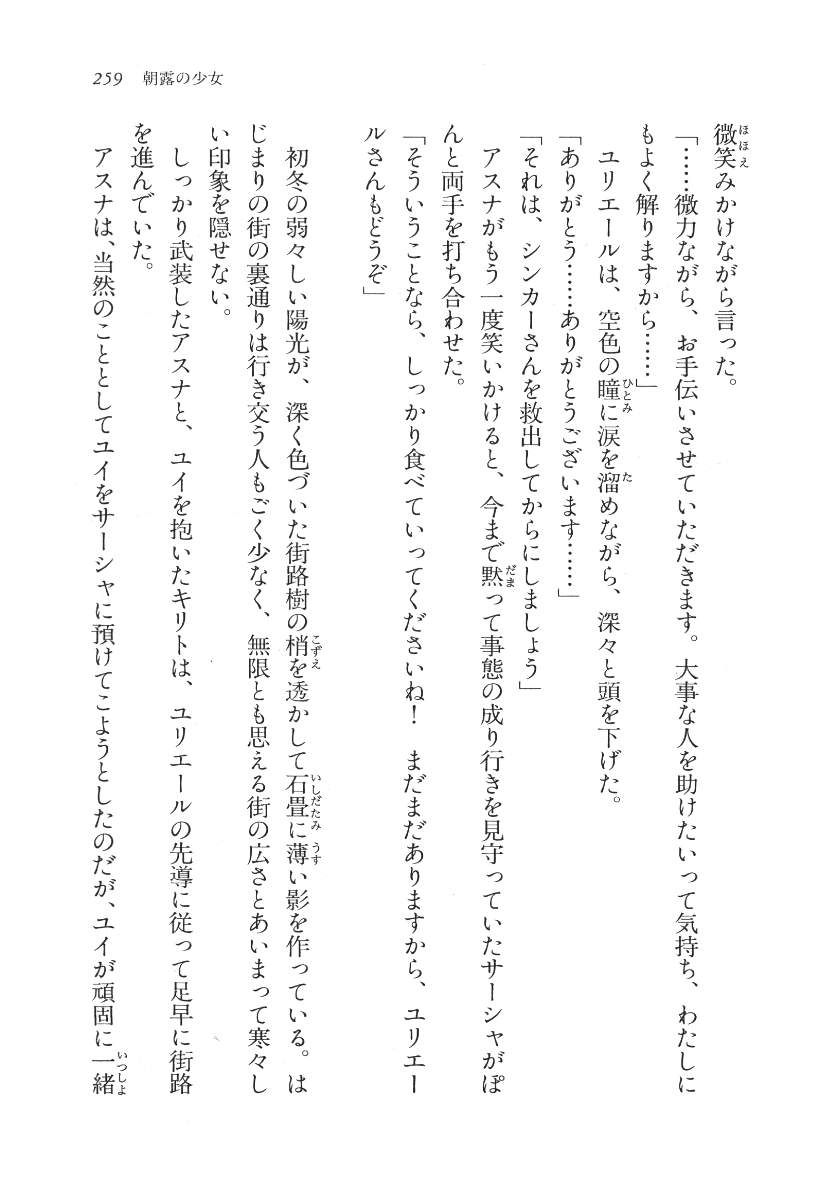 259 朝露の少女
微笑みかけながら言った。
「……微力ながら、お手伝いさせていただきます。大事な人を助けたいって気持ち、わたしに
もよく解りますから……」
ユリエールは、空色の瞳に涙を溜めながら、深々と頭を下げた。
「ありがとう……ありがとうございます……」
「それは、シンカーさんを救出してからにしましょう」
アスナがもう一度笑いかけると、今まで黙って事態の成り行きを見守っていたサーシャがぽ
んと両手を打ち合わせた。
「そういうことなら、しっかり食べていってくださいね！　まだまだありますから、ユリエー
ルさんもどうぞ」
初冬の弱々しい陽光が、深く色づいた街路樹の梢を透かして石畳に薄い影を作っている。は
じまりの街の裏通りは行き交う人もごく少なく、無限とも思える街の広さとあいまって寒々し
い印象を隠せない。
しっかり武装したアスナと、ユイを抱いたキリトは、ユリエールの先導に従って足早に街路
を進んでいた。
アスナは、当然のこととしてユイをサーシャに預けてこようとしたのだが、ユイが頑固に一緒